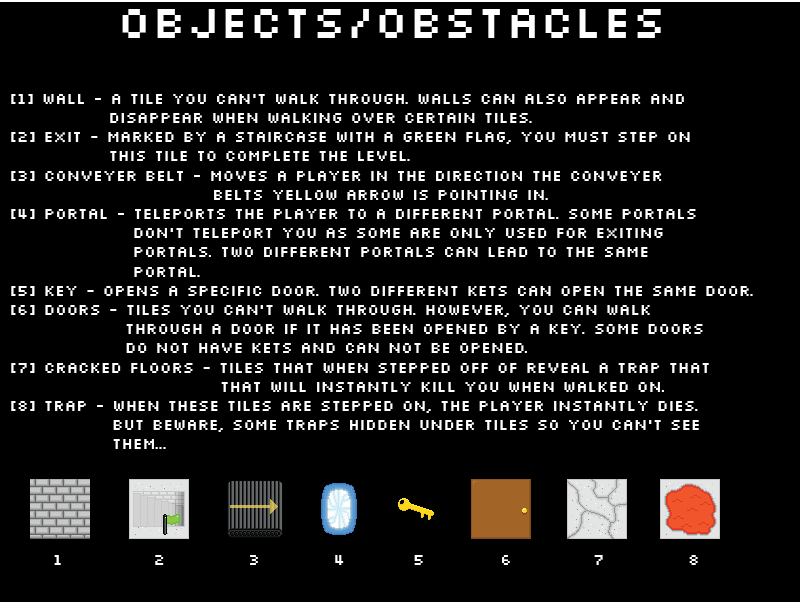 OBJECTS/OBSTACLES
[1] WALL - A TILE YOU CAN'T WALK THROUGH. WALLS CAN ALSO APPEAR AND
DISAPPEAR WHEN WALKING OVER CERTAIN TILES.
[2] EXIT - MARKED BY A STAIRCASE WITH A GREEN FLAG, YOU MUST STEP ON
THIS TILE TO COMPLETE THE LEVEL.
[3] CONVEYER BELT - MOVES A PLAYER IN THE DIRECTION THE CONVEYER
BELTS YELLOW ARROW IS POINTING IN.
[4] PORTAL - TELEPORTS THE PLAYER TO A DIFFERENT PORTAL. SOME PORTALS
DON'T TELEPORT YOU AS SOME ARE ONLY USED FOR EXITING
PORTALS. TWO DIFFERENT PORTALS CAN LEAD TO THE SAME
PORTAL.
[5] KEY - OPENS A SPECIFIC DOOR. TWO DIFFERENT KETS CAN OPEN THE SAME DOOR.
[6] DOORS - TILES YOU CAN'T WALK THROUGH. HOWEVER, YOU CAN WALK
THROUGH A DOOR IF IT HAS BEEN OPENED BY A KEY. SOME DOORS
DO NOT HAVE KETS AND CAN NOT BE OPENED.
[7] CRACKED FLOORS - TILES THAT WHEN STEPPED OFF OF REVEAL A TRAP THAT
THAT WILL INSTANTLY KILL YOU WHEN WALKED ON.
[8] TRAP - WHEN THESE TILES ARE STEPPED ON, THE PLAYER INSTANTLY DIES.
BUT BEWARE, SOME TRAPS HIDDEN UNDER TILES SO YOU CAN'T SEE
THEM...
1 2 3 4 5 6 7 8